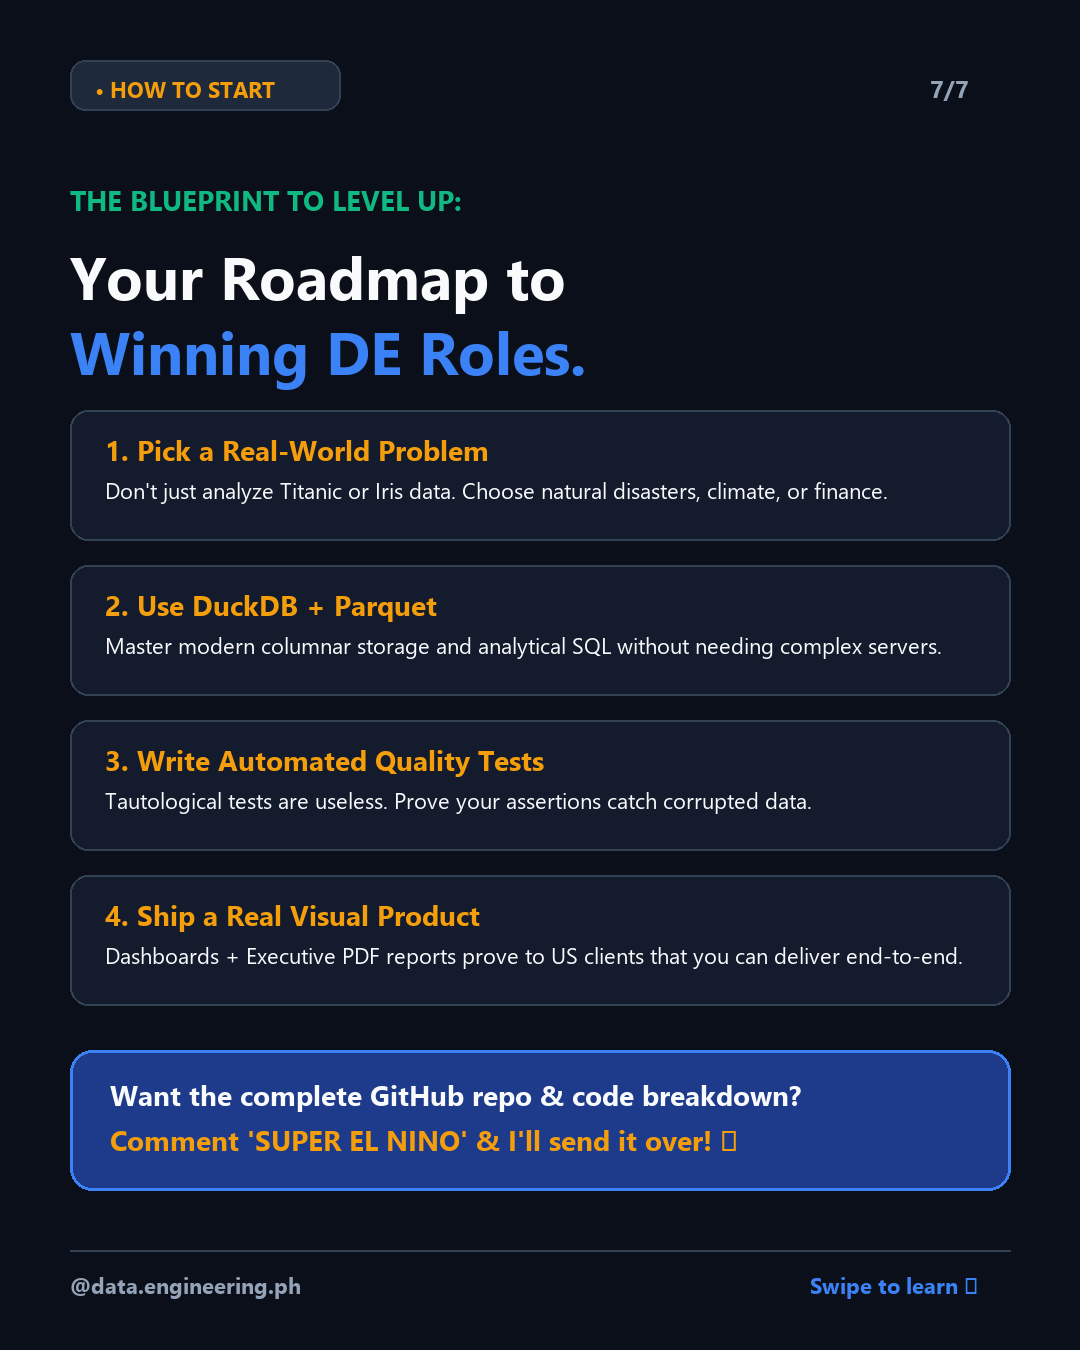 • HOW TO START
7/7
THE BLUEPRINT TO LEVEL UP:
Your Roadmap to
Winning DE Roles.
1. Pick a Real-World Problem
Don't just analyze Titanic or Iris data. Choose natural disasters, climate, or finance.
2. Use DuckDB + Parquet
Master modern columnar storage and analytical SQL without needing complex servers.
3. Write Automated Quality Tests
Tautological tests are useless. Prove your assertions catch corrupted data.
4. Ship a Real Visual Product
Dashboards + Executive PDF reports prove to US clients that you can deliver end-to-end.
Want the complete GitHub repo & code breakdown?
Comment 'SUPER EL NINO' & I'll send it over! 
@data.engineering.ph
Swipe to learn